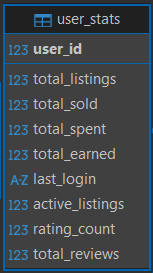 user_stats
123 user_id
123 total_listings
123 total_sold
123 total_spent
123 total_earned
A-Z last_login
123 active_listings
123 rating_count
123 total_reviews